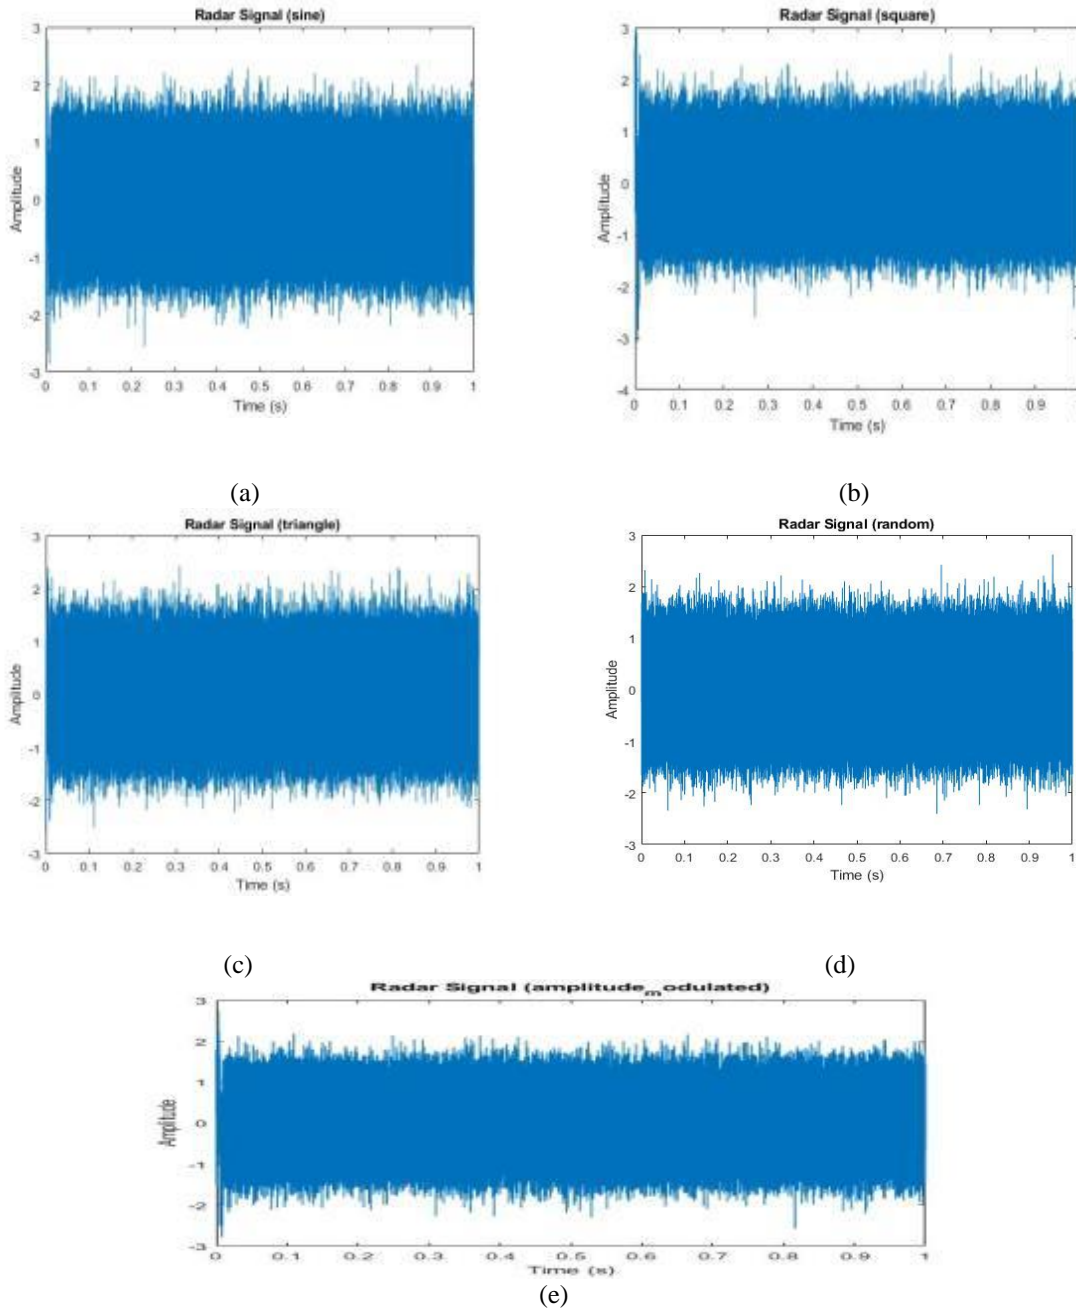 Radar Signal (sine)
3
2
1
0
-1
-2
-3
Amplitude
0 0.1 0.2 0.3 0.4 0.5 0.6 0.7 0.8 0.9 1
Time (s)
(a)
Radar Signal (square)
3
2
1
0
-1
-2
-3
-4
Amplitude
0 0.1 0.2 0.3 0.4 0.5 0.6 0.7 0.8 0.9
Time (s)
(b)
Radar Signal (triangle)
3
2
1
0
-1
-2
-3
Amplitude
0 0.1 0.2 0.3 0.4 0.5 0.6 0.7 0.8 0.9 1
Time (s)
(c)
Radar Signal (random)
3
2
1
0
-1
-2
-3
Amplitude
0 0.1 0.2 0.3 0.4 0.5 0.6 0.7 0.8 0.9 1
Time (s)
(d)
Radar Signal (amplitude_modulated)
3
2
1
0
-1
-2
-3
Amplitude
0 0.1 0.2 0.3 0.4 0.5 0.6 0.7 0.8 0.9 1
Time (s)
(e)